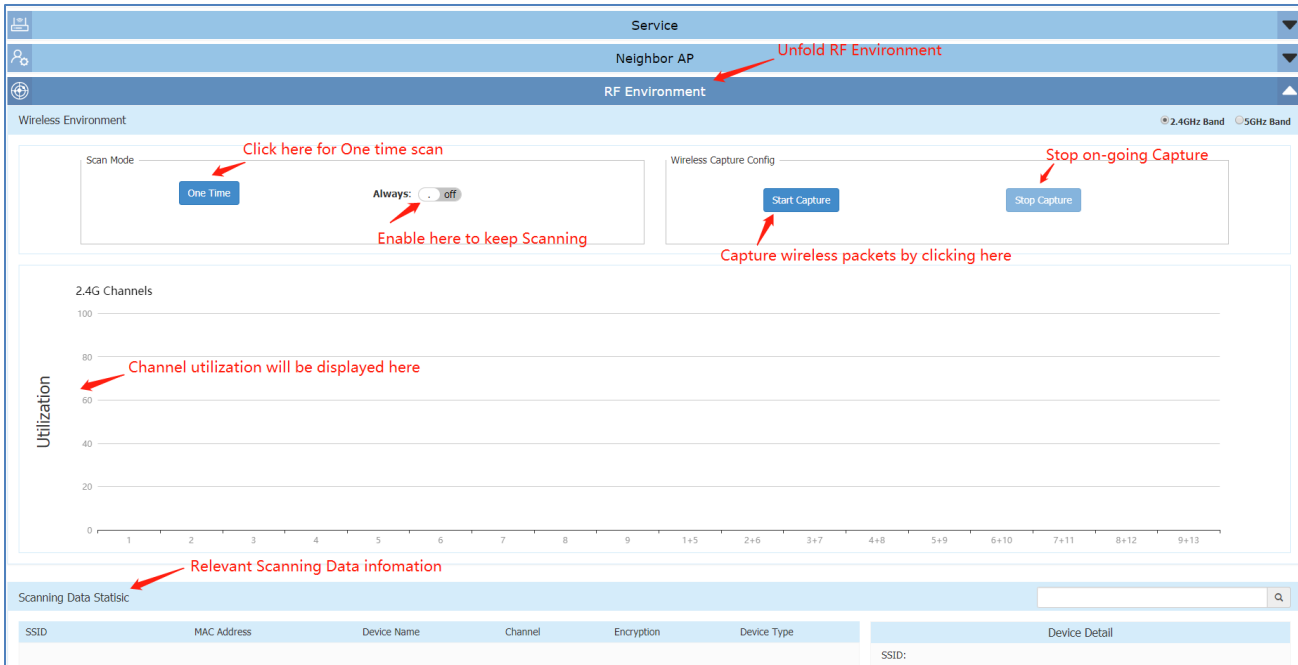 Service
Neighbor AP
Unfold RF Environment
RF Environment
Wireless Environment
2.4GHz Band 5GHz Band
Click here for One time scan
Stop on-going Capture
Scan Mode
Wireless Capture Config
One Time
Always: . off
Start Capture
Stop Capture
Enable here to keep Scanning
Capture wireless packets by clicking here
2.4G Channels
100
80
Channel utilization will be displayed here
Utilization
60
40
20
0
1 2 3 4 5 6 7 8 9 1+5 2+6 3+7 4+8 5+9 6+10 7+11 8+12 9+13
Relevant Scanning Data infomation
Scanning Data Statisic
SSID MAC Address Device Name Channel Encryption Device Type Device Detail
SSID: